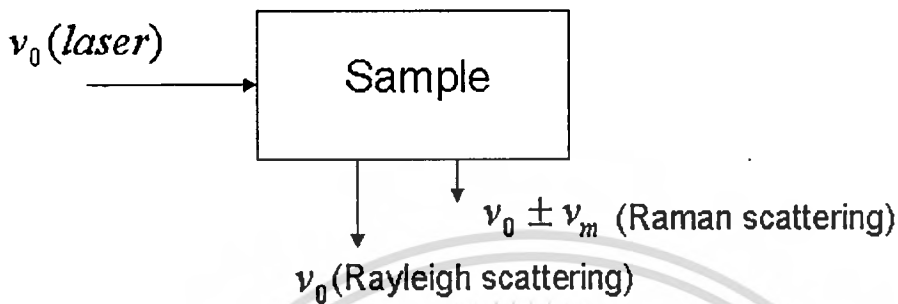 ν₀(laser)
Sample
ν₀ ± νₘ (Raman scattering)
ν₀(Rayleigh scattering)